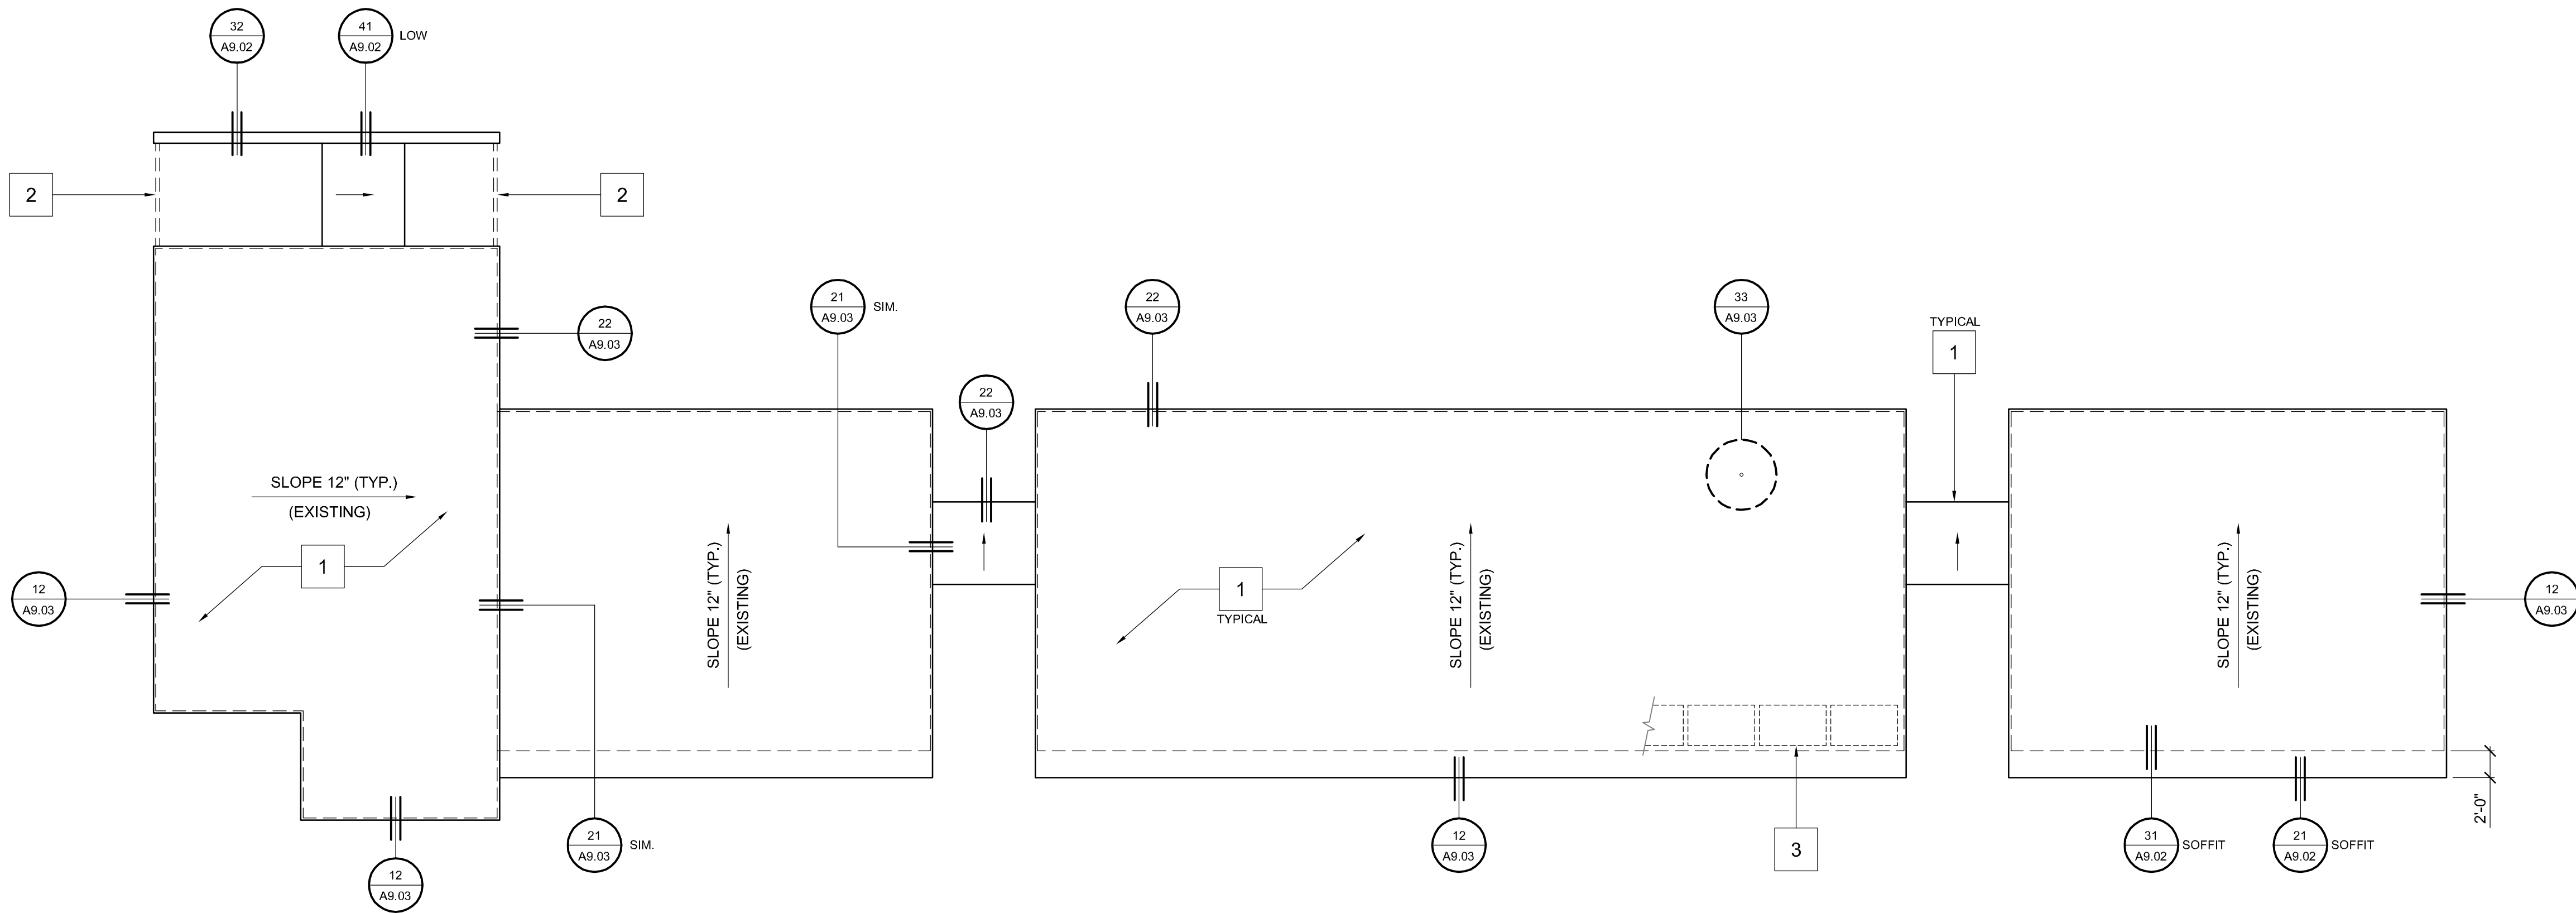 32
A9.02
41
A9.02
LOW
2
2
21
A9.03
SIM.
22
A9.03
33
A9.03
22
A9.03
TYPICAL
1
22
A9.03
SLOPE 12" (TYP.)
(EXISTING)
1
12
A9.03
SLOPE 12" (TYP.)
(EXISTING)
1
TYPICAL
SLOPE 12" (TYP.)
(EXISTING)
SLOPE 12" (TYP.)
(EXISTING)
12
A9.03
2'-0"
21
A9.03
SIM.
12
A9.03
12
A9.03
3
31
A9.02
SOFFIT
21
A9.02
SOFFIT